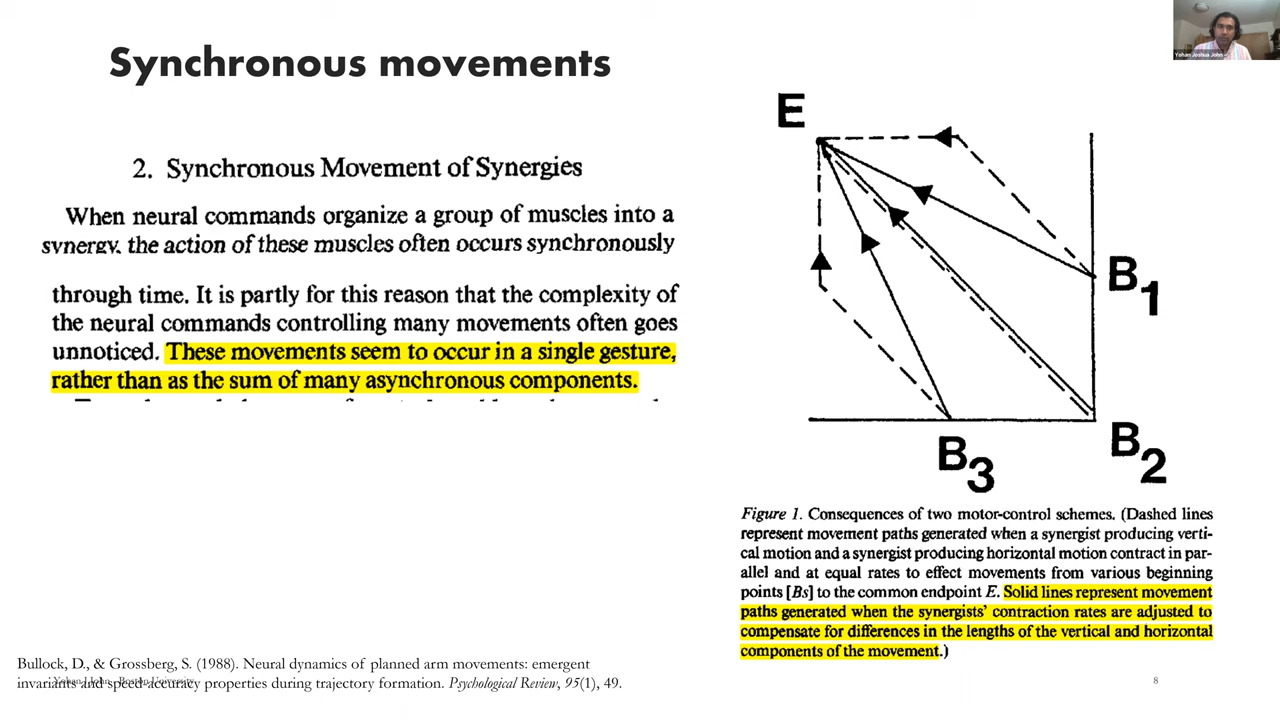 Synchronous movements
2. Synchronous Movement of Synergies
When neural commands organize a group of muscles into a
synergy, the action of these muscles often occurs synchronously
through time. It is partly for this reason that the complexity of
the neural commands controlling many movements often goes
unnoticed. These movements seem to occur in a single gesture,
rather than as the sum of many asynchronous components.
Bullock, D., & Grossberg, S. (1988). Neural dynamics of planned arm movements: emergent
invariants and speed-accuracy properties during trajectory formation. Psychological Review, 95(1), 49.
Yohan J John - Boston University
Yohan Joshua John
E
B1
B2
B3
Figure 1. Consequences of two motor-control schemes. (Dashed lines
represent movement paths generated when a synergist producing verti-
cal motion and a synergist producing horizontal motion contract in par-
allel and at equal rates to effect movements from various beginning
points [Bs] to the common endpoint E. Solid lines represent movement
paths generated when the synergists' contraction rates are adjusted to
compensate for differences in the lengths of the vertical and horizontal
components of the movement.)
8